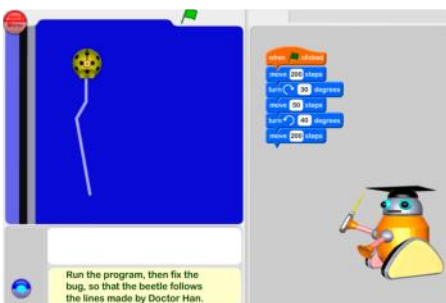 when clicked
move 200 steps
turn 30 degrees
move 50 steps
turn 40 degrees
move 200 steps
Run the program, then fix the
bug, so that the beetle follows
the lines made by Doctor Han.